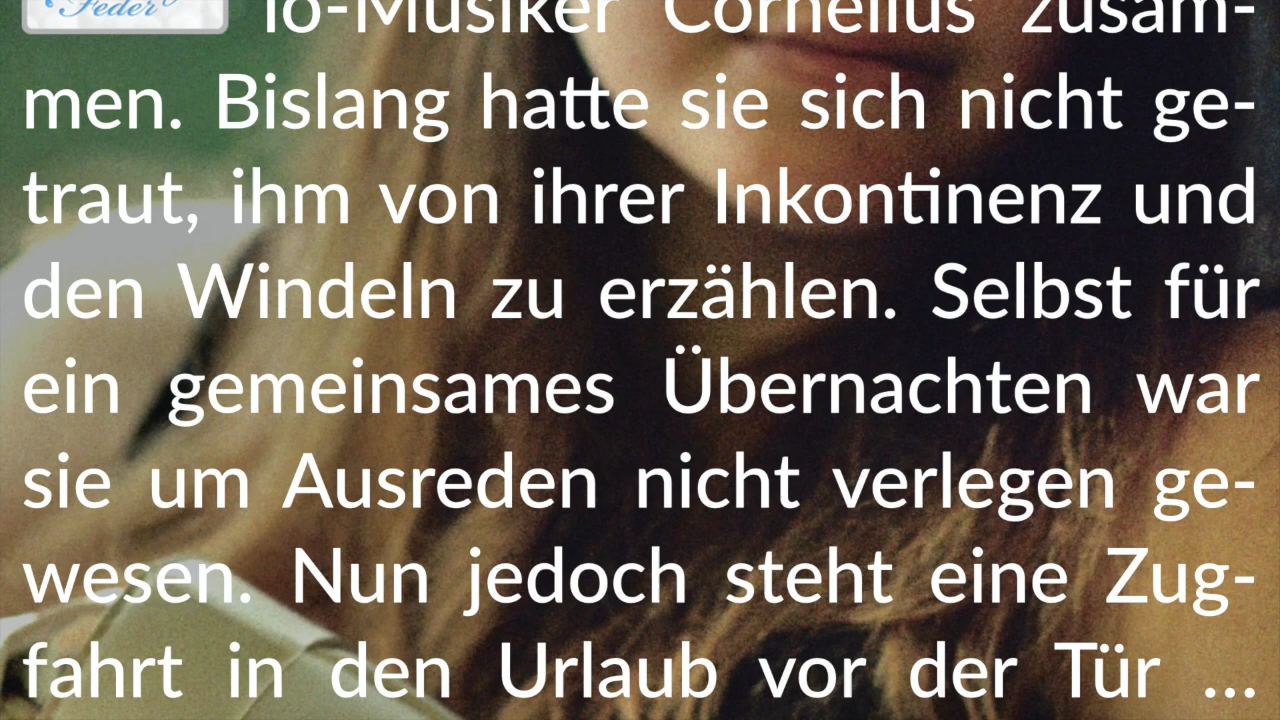 Feder
lo-Musiker Cornelius zusam-
men. Bislang hatte sie sich nicht ge-
traut, ihm von ihrer Inkontinenz und
den Windeln zu erzählen. Selbst für
ein gemeinsames Übernachten war
sie um Ausreden nicht verlegen ge-
wesen. Nun jedoch steht eine Zug-
fahrt in den Urlaub vor der Tür ...